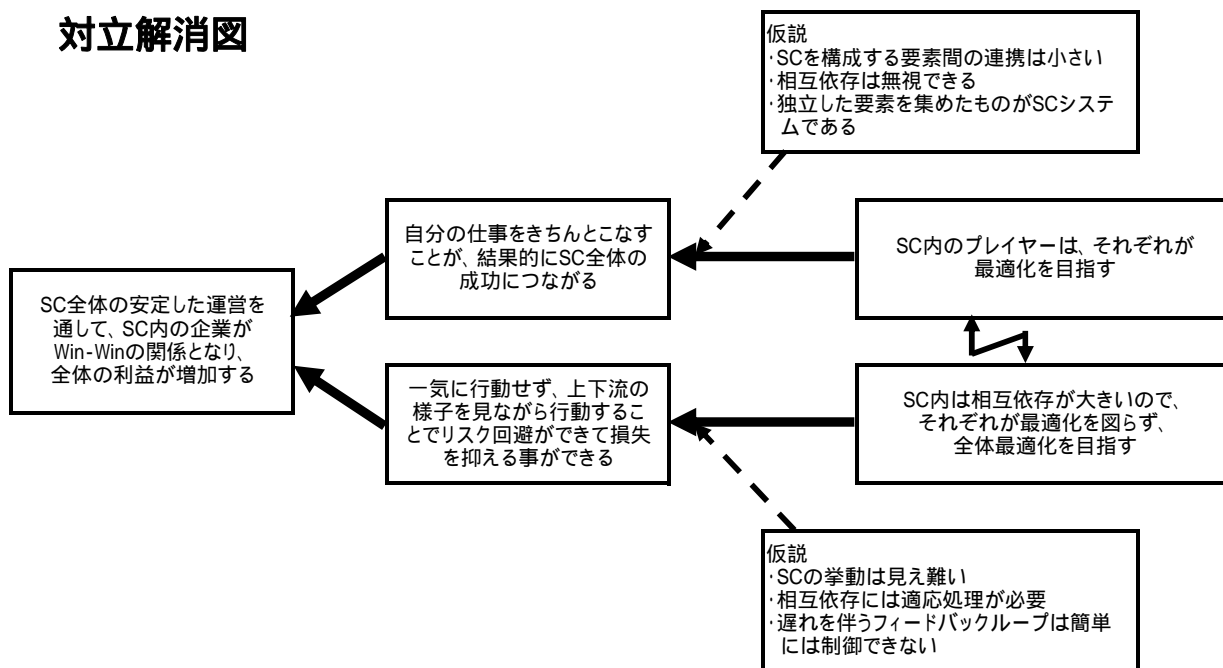 対立解消図
仮説
・SCを構成する要素間の連携は小さい
・相互依存は無視できる
・独立した要素を集めたものがSCシステ
ムである
自分の仕事をきちんとこなす
ことが、結果的にSC全体の
成功につながる
SC内のプレイヤーは、それぞれが
最適化を目指す
SC全体の安定した運営を
通して、SC内の企業が
Win-Winの関係となり、
全体の利益が増加する
一気に行動せず、上下流の
様子を見ながら行動するこ
とでリスク回避ができて損失
を抑える事ができる
SC内は相互依存が大きいので、
それぞれが最適化を図らず、
全体最適化を目指す
仮説
・SCの挙動は見え難い
・相互依存には適応処理が必要
・遅れを伴うフィードバックループは簡単
には制御できない